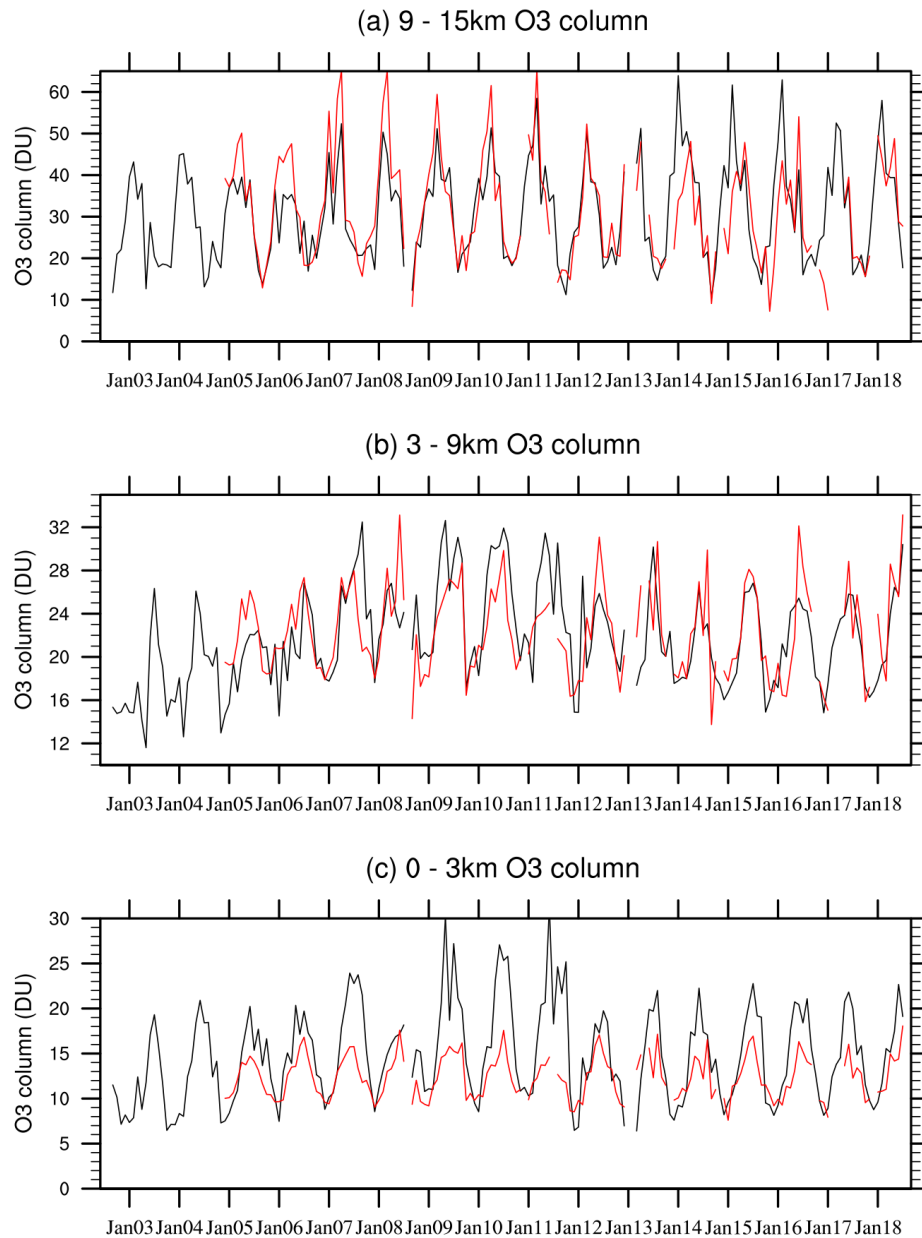 (a) 9 - 15km O3 column
O3 column (DU)
60
50
40
30
20
10
0
Jan03 Jan04 Jan05 Jan06 Jan07 Jan08 Jan09 Jan10 Jan11 Jan12 Jan13 Jan14 Jan15 Jan16 Jan17 Jan18
(b) 3 - 9km O3 column
O3 column (DU)
32
28
24
20
16
12
Jan03 Jan04 Jan05 Jan06 Jan07 Jan08 Jan09 Jan10 Jan11 Jan12 Jan13 Jan14 Jan15 Jan16 Jan17 Jan18
(c) 0 - 3km O3 column
O3 column (DU)
30
25
20
15
10
5
0
Jan03 Jan04 Jan05 Jan06 Jan07 Jan08 Jan09 Jan10 Jan11 Jan12 Jan13 Jan14 Jan15 Jan16 Jan17 Jan18